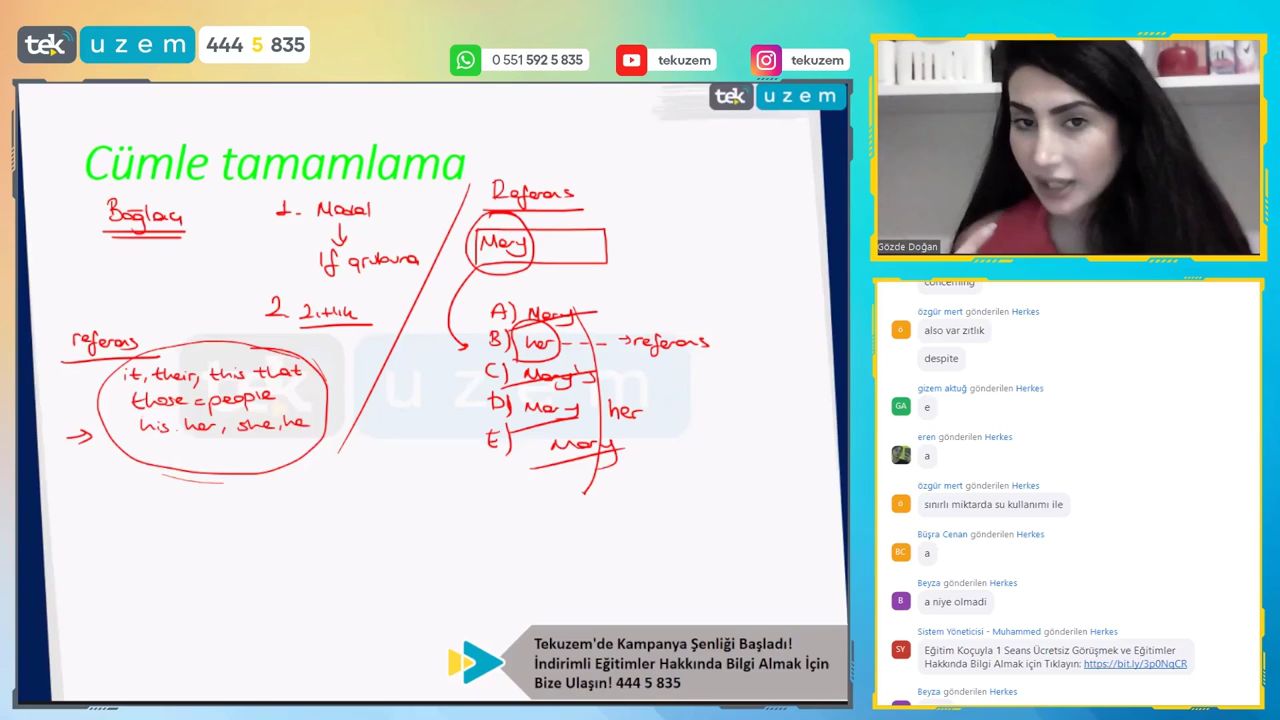 tek uzem 444 5 835
0 551 592 5 835
tekuzem
tekuzem
tek uzem
Cümle tamamlama
Bağlaç
1. Modal
If grubuna
2. Zıtlık
referans
it, their, this that
those = people
his. her, she, he
Referans
Mary
A) Mary
B) her → referans
C) Mary's
D) Mary
her
E) Mary
Tekuzem'de Kampanya Şenliği Başladı!
İndirimli Eğitimler Hakkında Bilgi Almak İçin
Bize Ulaşın! 444 5 835
Gözde Doğan
concerning
özgür mert gönderilen Herkes
also var zıtlık
despite
gizem aktuğ gönderilen Herkes
GA
e
eren gönderilen Herkes
a
özgür mert gönderilen Herkes
ö
sınırlı miktarda su kullanımı ile
Büşra Cenan gönderilen Herkes
BC
a
Beyza gönderilen Herkes
B
a niye olmadi
Sistem Yöneticisi - Muhammed gönderilen Herkes
SY
Eğitim Koçuyla 1 Seans Ücretsiz Görüşmek ve Eğitimler
Hakkında Bilgi Almak için Tıklayın: https://bit.ly/3p0NqCR
Beyza gönderilen Herkes